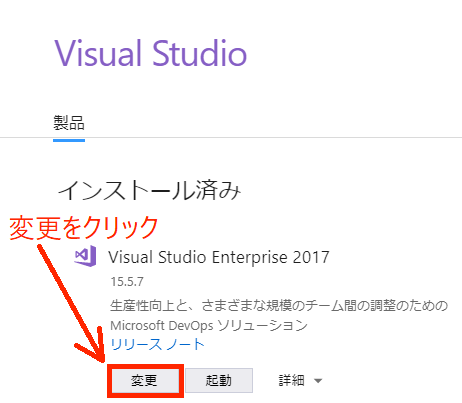 Visual Studio
製品
インストール済み
変更をクリック
Visual Studio Enterprise 2017
15.5.7
生産性向上と、さまざまな規模のチーム間の調整のための
Microsoft DevOps ソリューション
リリース ノート
変更 起動 詳細